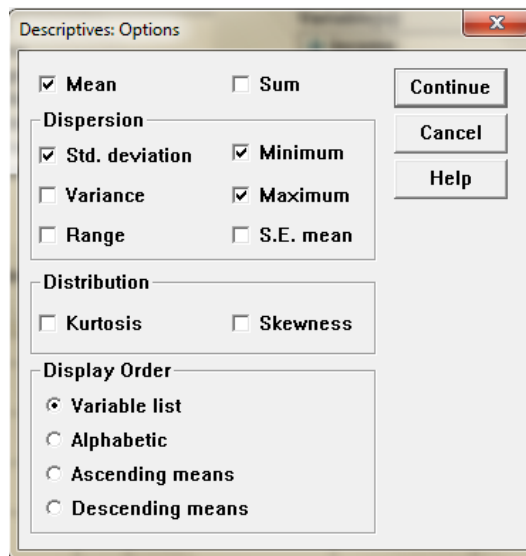 Descriptives: Options
Mean
Sum
Continue
Dispersion
Cancel
Std. deviation
Minimum
Help
Variance
Maximum
Range
S.E. mean
Distribution
Kurtosis
Skewness
Display Order
Variable list
Alphabetic
Ascending means
Descending means